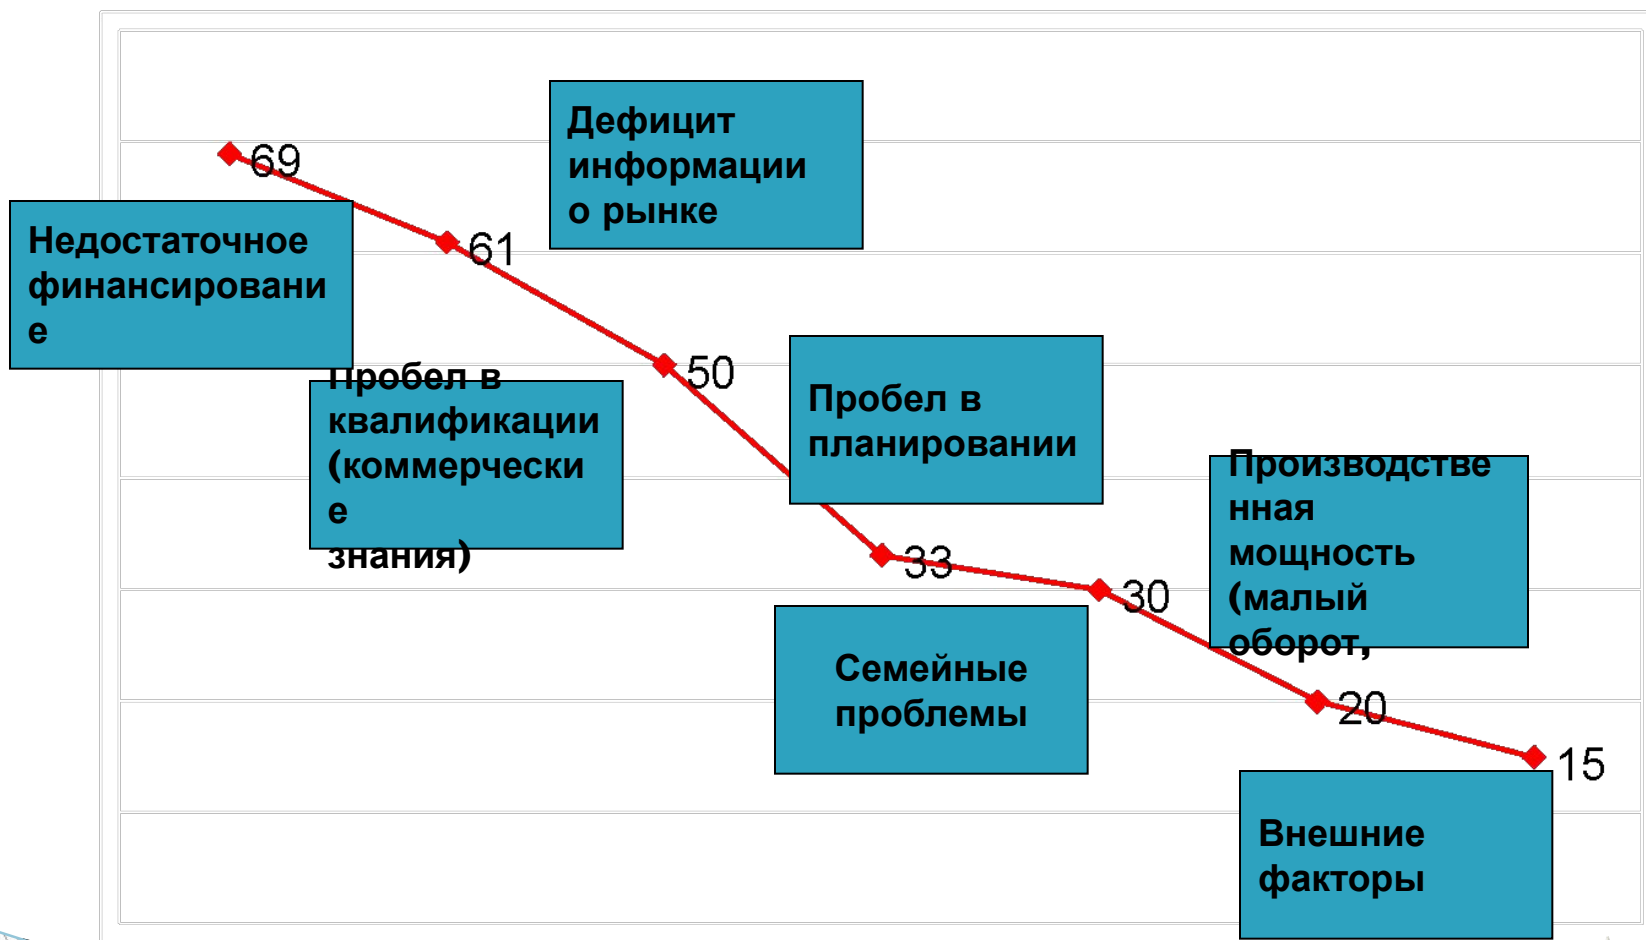 69
Дефицит
информации
о рынке
61
Недостаточное
финансировани
е
50
Пробел в
квалификации
(коммерчески
е
знания)
Пробел в
планировании
33
30
Производстве
нная
мощность
(малый
оборот,
Семейные
проблемы
20
15
Внешние
факторы